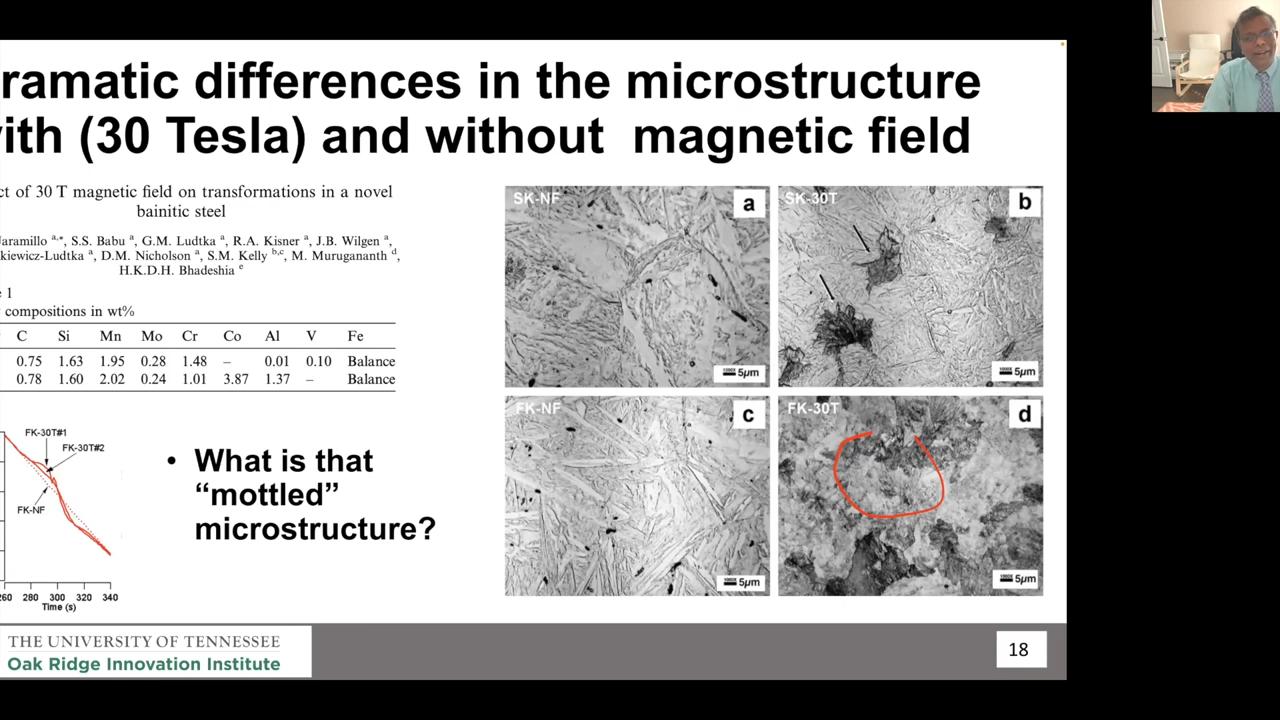 ramatic differences in the microstructure
ith (30 Tesla) and without magnetic field
ct of 30 T magnetic field on transformations in a novel
bainitic steel
Jaramillo a,*, S.S. Babu a, G.M. Ludtka a, R.A. Kisner a, J.B. Wilgen a,
kiewicz-Ludtka a, D.M. Nicholson a, S.M. Kelly b,c, M. Murugananth d,
H.K.D.H. Bhadeshia e
e 1
compositions in wt%
C Si Mn Mo Cr Co Al V Fe
0.75 1.63 1.95 0.28 1.48 – 0.01 0.10 Balance
0.78 1.60 2.02 0.24 1.01 3.87 1.37 – Balance
FK-30T#1
FK-30T#2
FK-NF
260 280 300 320 340
Time (s)
• What is that
“mottled”
microstructure?
SK-NF a
5µm
SK-30T b
5µm
FK-NF c
5µm
FK-30T d
5µm
THE UNIVERSITY OF TENNESSEE
Oak Ridge Innovation Institute
18